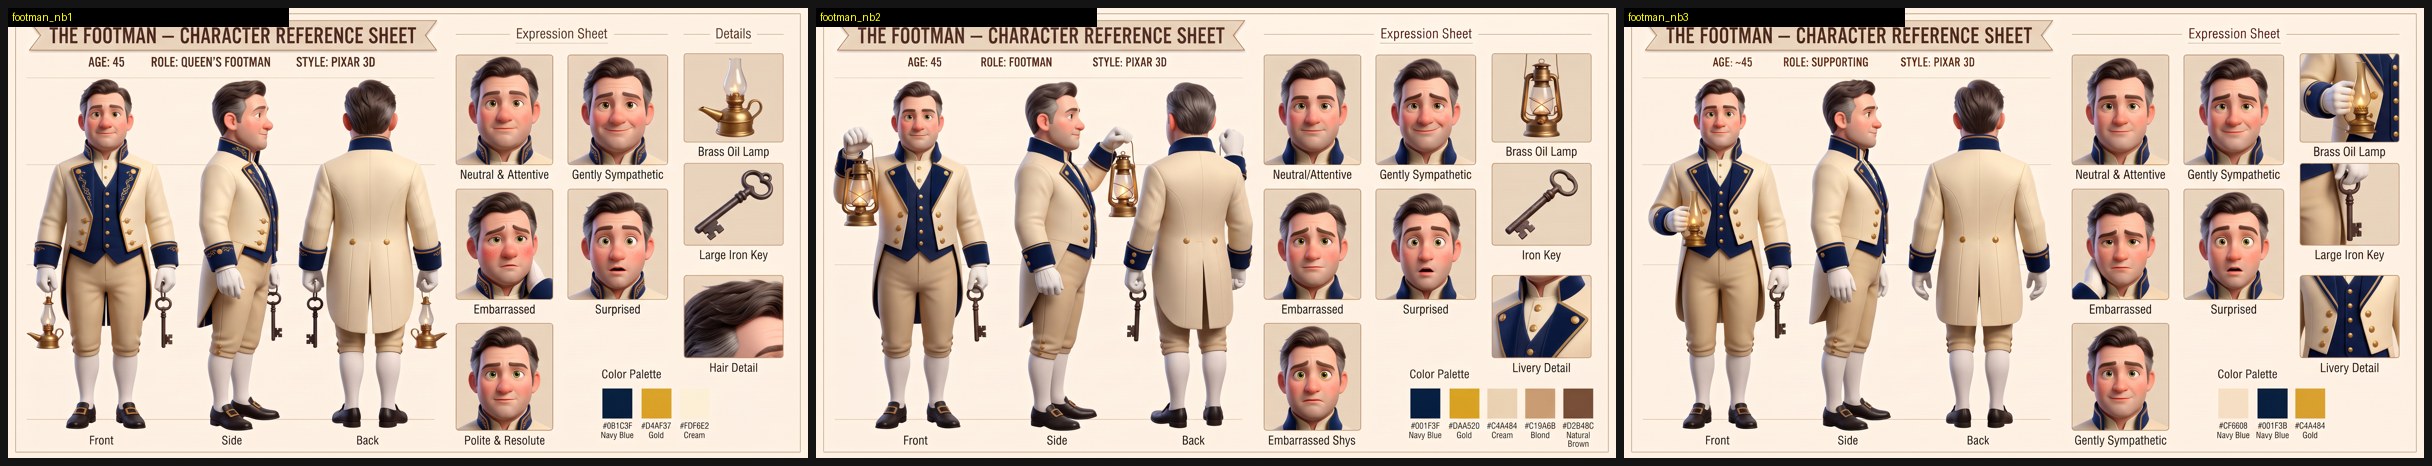 footman_nb1
THE FOOTMAN – CHARACTER REFERENCE SHEET
AGE: 45 ROLE: QUEEN'S FOOTMAN STYLE: PIXAR 3D
Front Side Back
Expression Sheet
Neutral & Attentive Gently Sympathetic
Embarrassed Surprised
Polite & Resolute
Details
Brass Oil Lamp
Large Iron Key
Hair Detail
Color Palette
#0B1C3F #D4AF37 #FDF6E2
Navy Blue Gold Cream
footman_nb2
THE FOOTMAN – CHARACTER REFERENCE SHEET
AGE: 45 ROLE: FOOTMAN STYLE: PIXAR 3D
Front Side Back
Expression Sheet
Neutral/Attentive Gently Sympathetic
Embarrassed Surprised
Embarrassed Shys
Brass Oil Lamp
Iron Key
Livery Detail
Color Palette
#001F3F #DAA520 #C4A484 #C19A6B #D2B48C
Navy Blue Gold Cream Blond Natural
Brown
footman_nb3
THE FOOTMAN – CHARACTER REFERENCE SHEET
AGE: ~45 ROLE: SUPPORTING STYLE: PIXAR 3D
Front Side Back
Expression Sheet
Neutral & Attentive Gently Sympathetic
Embarrassed Surprised
Gently Sympathetic
Brass Oil Lamp
Large Iron Key
Livery Detail
Color Palette
#CF6608 #001F3B #C4A484
Navy Blue Navy Blue Gold